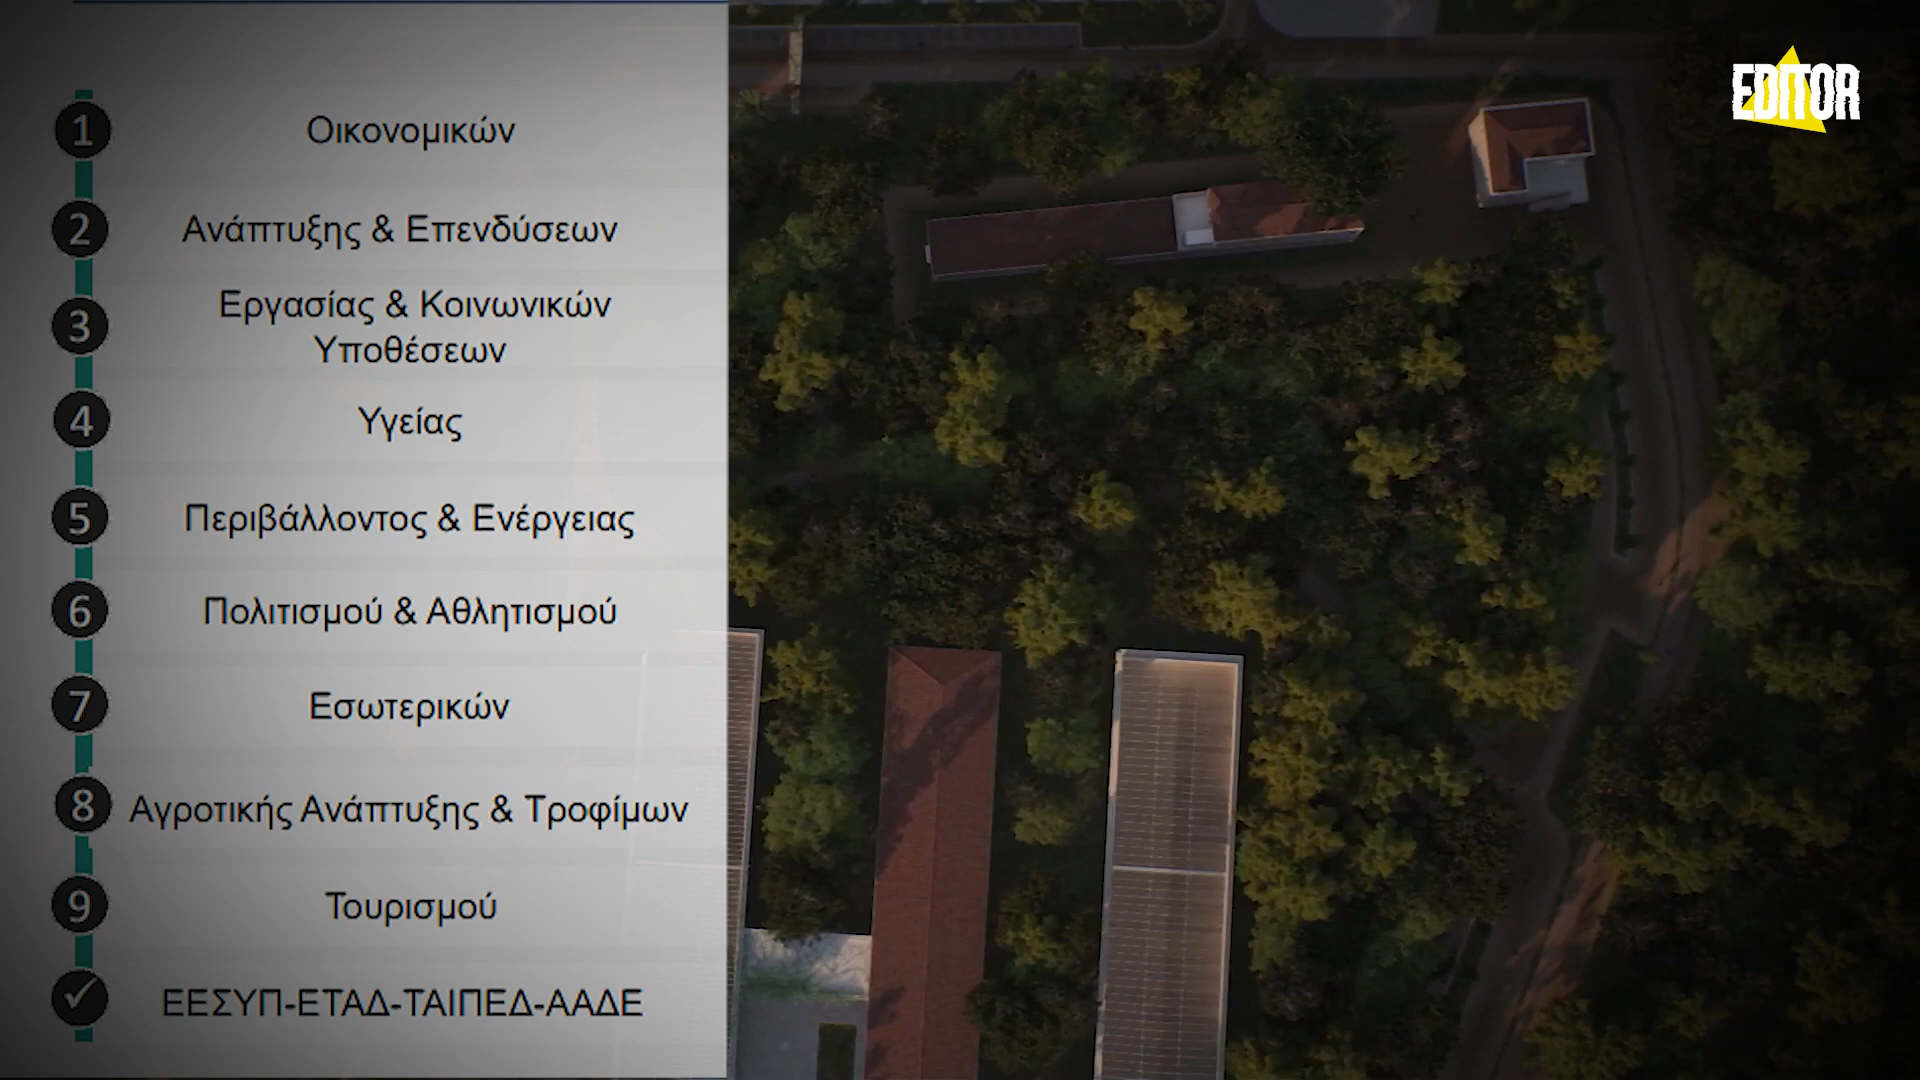 EDITOR
1 Οικονομικών
2 Ανάπτυξης & Επενδύσεων
3 Εργασίας & Κοινωνικών
Υποθέσεων
4 Υγείας
5 Περιβάλλοντος & Ενέργειας
6 Πολιτισμού & Αθλητισμού
7 Εσωτερικών
8 Αγροτικής Ανάπτυξης & Τροφίμων
9 Τουρισμού
✓ ΕΕΣΥΠ-ΕΤΑΔ-ΤΑΙΠΕΔ-ΑΑΔΕ